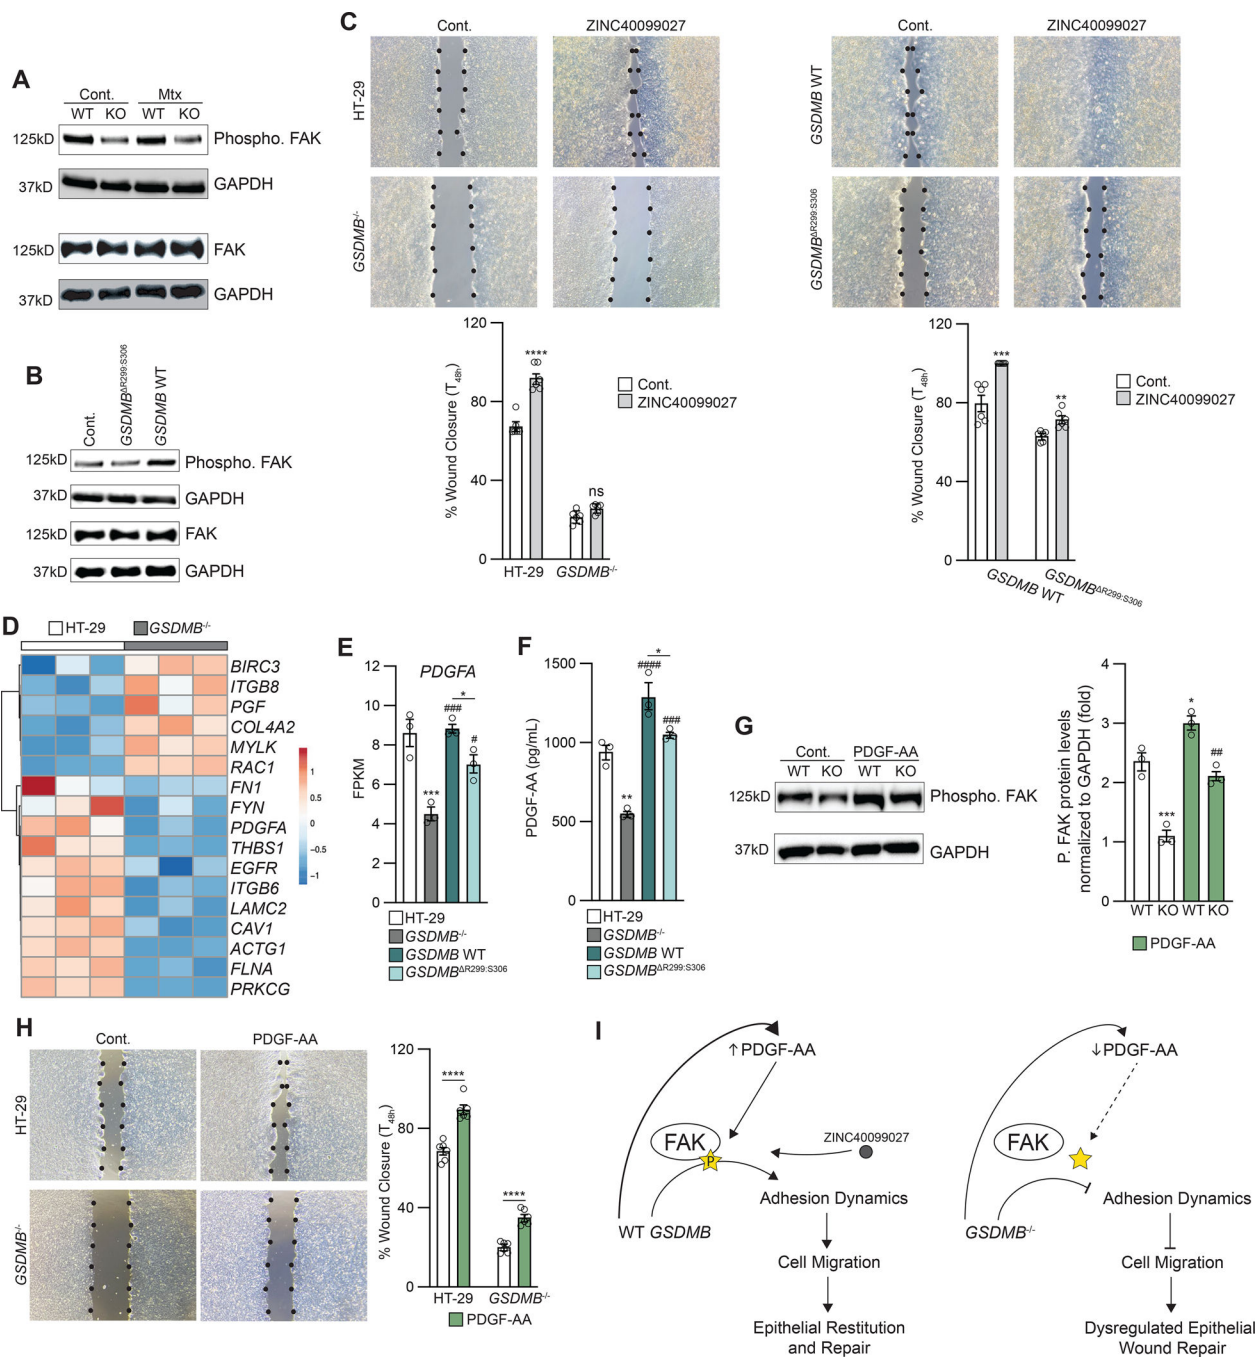 A
Cont. Mtx
WT KO WT KO
125kD Phospho. FAK
37kD GAPDH
125kD FAK
37kD GAPDH
B
Cont.
GSDMBΔR299:S306
GSDMB WT
125kD Phospho. FAK
37kD GAPDH
125kD FAK
37kD GAPDH
C
Cont. ZINC40099027
HT-29
GSDMB-/-
Cont. ZINC40099027
GSDMB WT
GSDMBΔR299:S306
% Wound Closure (T48h)
120
80
40
0
****
ns
Cont.
ZINC40099027
HT-29 GSDMB-/-
% Wound Closure (T48h)
120
80
40
0
***
**
Cont.
ZINC40099027
GSDMB WT
GSDMBΔR299:S306
D
HT-29 GSDMB-/-
BIRC3
ITGB8
PGF
COL4A2
MYLK
RAC1
FN1
FYN
PDGFA
THBS1
EGFR
ITGB6
LAMC2
CAV1
ACTG1
FLNA
PRKCG
1
0.5
0
-0.5
-1
E
PDGFA
FPKM
12
10
8
6
4
2
0
***
###
*
#
HT-29
GSDMB-/-
GSDMB WT
GSDMBΔR299:S306
F
PDGF-AA (pg/mL)
1500
1000
500
0
**
####
*
###
HT-29
GSDMB-/-
GSDMB WT
GSDMBΔR299:S306
G
Cont. PDGF-AA
WT KO WT KO
125kD Phospho. FAK
37kD GAPDH
P. FAK protein levels
normalized to GAPDH (fold)
4
3
2
1
0
***
*
##
WT KO WT KO
PDGF-AA
H
Cont. PDGF-AA
HT-29
GSDMB-/-
% Wound Closure (T48h)
120
80
40
0
****
****
HT-29 GSDMB-/-
PDGF-AA
I
↑PDGF-AA
FAK
P
ZINC40099027
WT GSDMB
Adhesion Dynamics
Cell Migration
Epithelial Restitution
and Repair
↓PDGF-AA
FAK
GSDMB-/-
Adhesion Dynamics
Cell Migration
Dysregulated Epithelial
Wound Repair